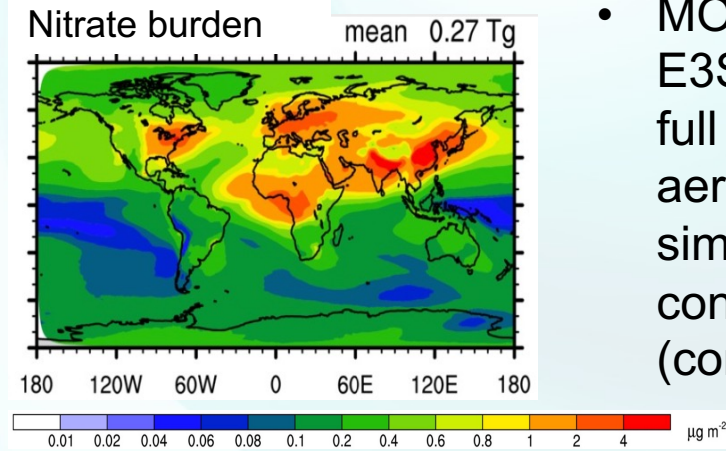 Nitrate burden
mean 0.27 Tg
180 120W 60W 0 60E 120E 180
0.01 0.02 0.04 0.06 0.08 0.1 0.2 0.4 0.6 0.8 1 2 4 µg m⁻²
• MO
E3S
full
aer
sim
con
(col